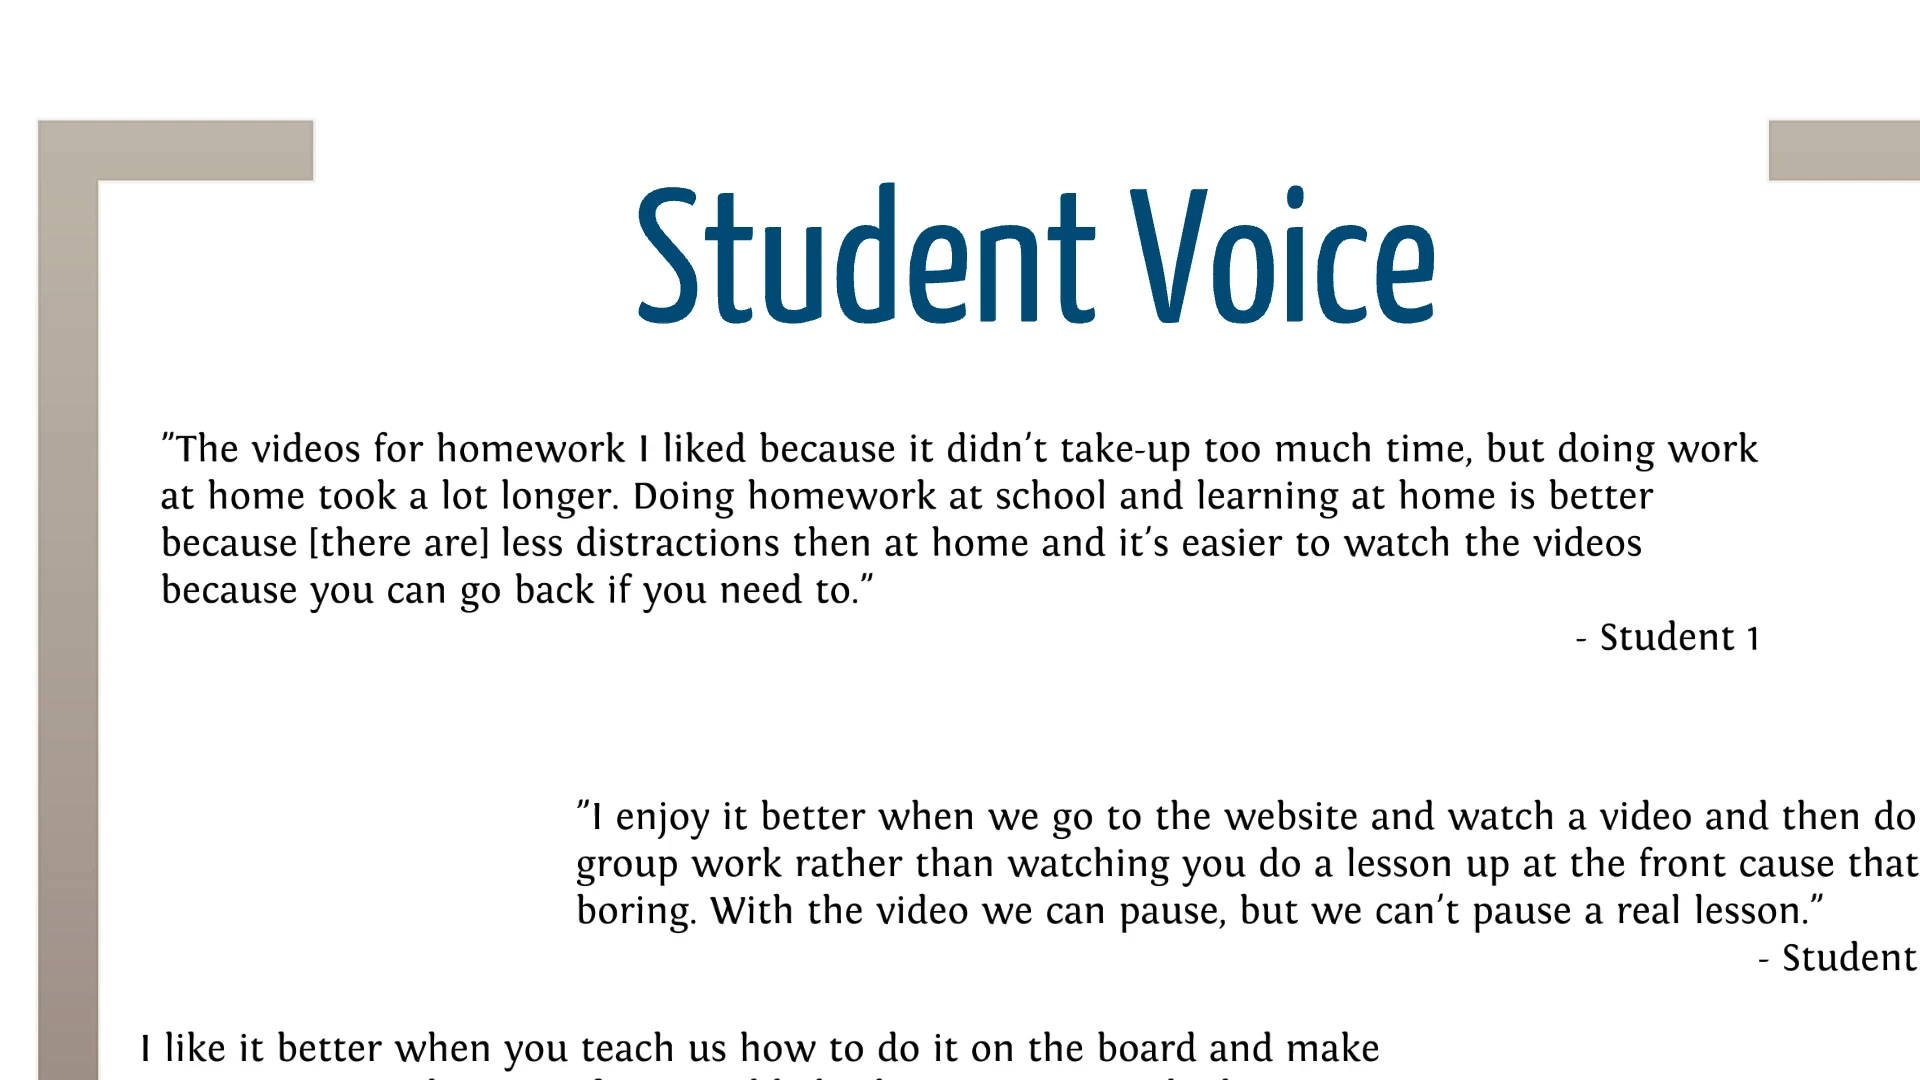 Student Voice
"The videos for homework I liked because it didn't take-up too much time, but doing work
at home took a lot longer. Doing homework at school and learning at home is better
because [there are] less distractions then at home and it's easier to watch the videos
because you can go back if you need to."
- Student 1
"I enjoy it better when we go to the website and watch a video and then do
group work rather than watching you do a lesson up at the front cause that
boring. With the video we can pause, but we can't pause a real lesson."
- Student
I like it better when you teach us how to do it on the board and make